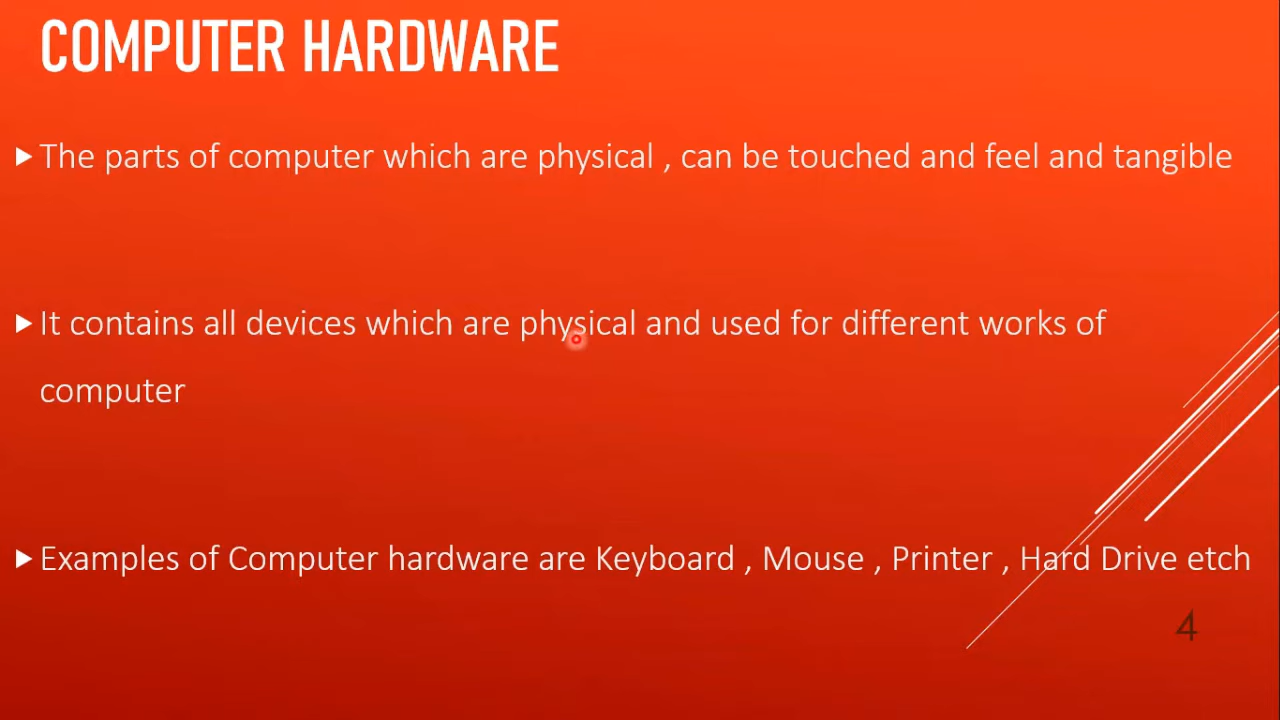 COMPUTER HARDWARE
The parts of computer which are physical , can be touched and feel and tangible
It contains all devices which are physical and used for different works of
computer
Examples of Computer hardware are Keyboard , Mouse , Printer , Hard Drive etch
4